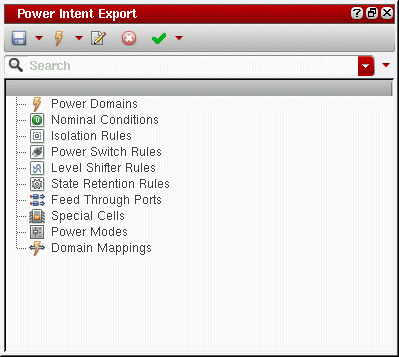 Power Intent Export
Search
Power Domains
Nominal Conditions
Isolation Rules
Power Switch Rules
Level Shifter Rules
State Retention Rules
Feed Through Ports
Special Cells
Power Modes
Domain Mappings